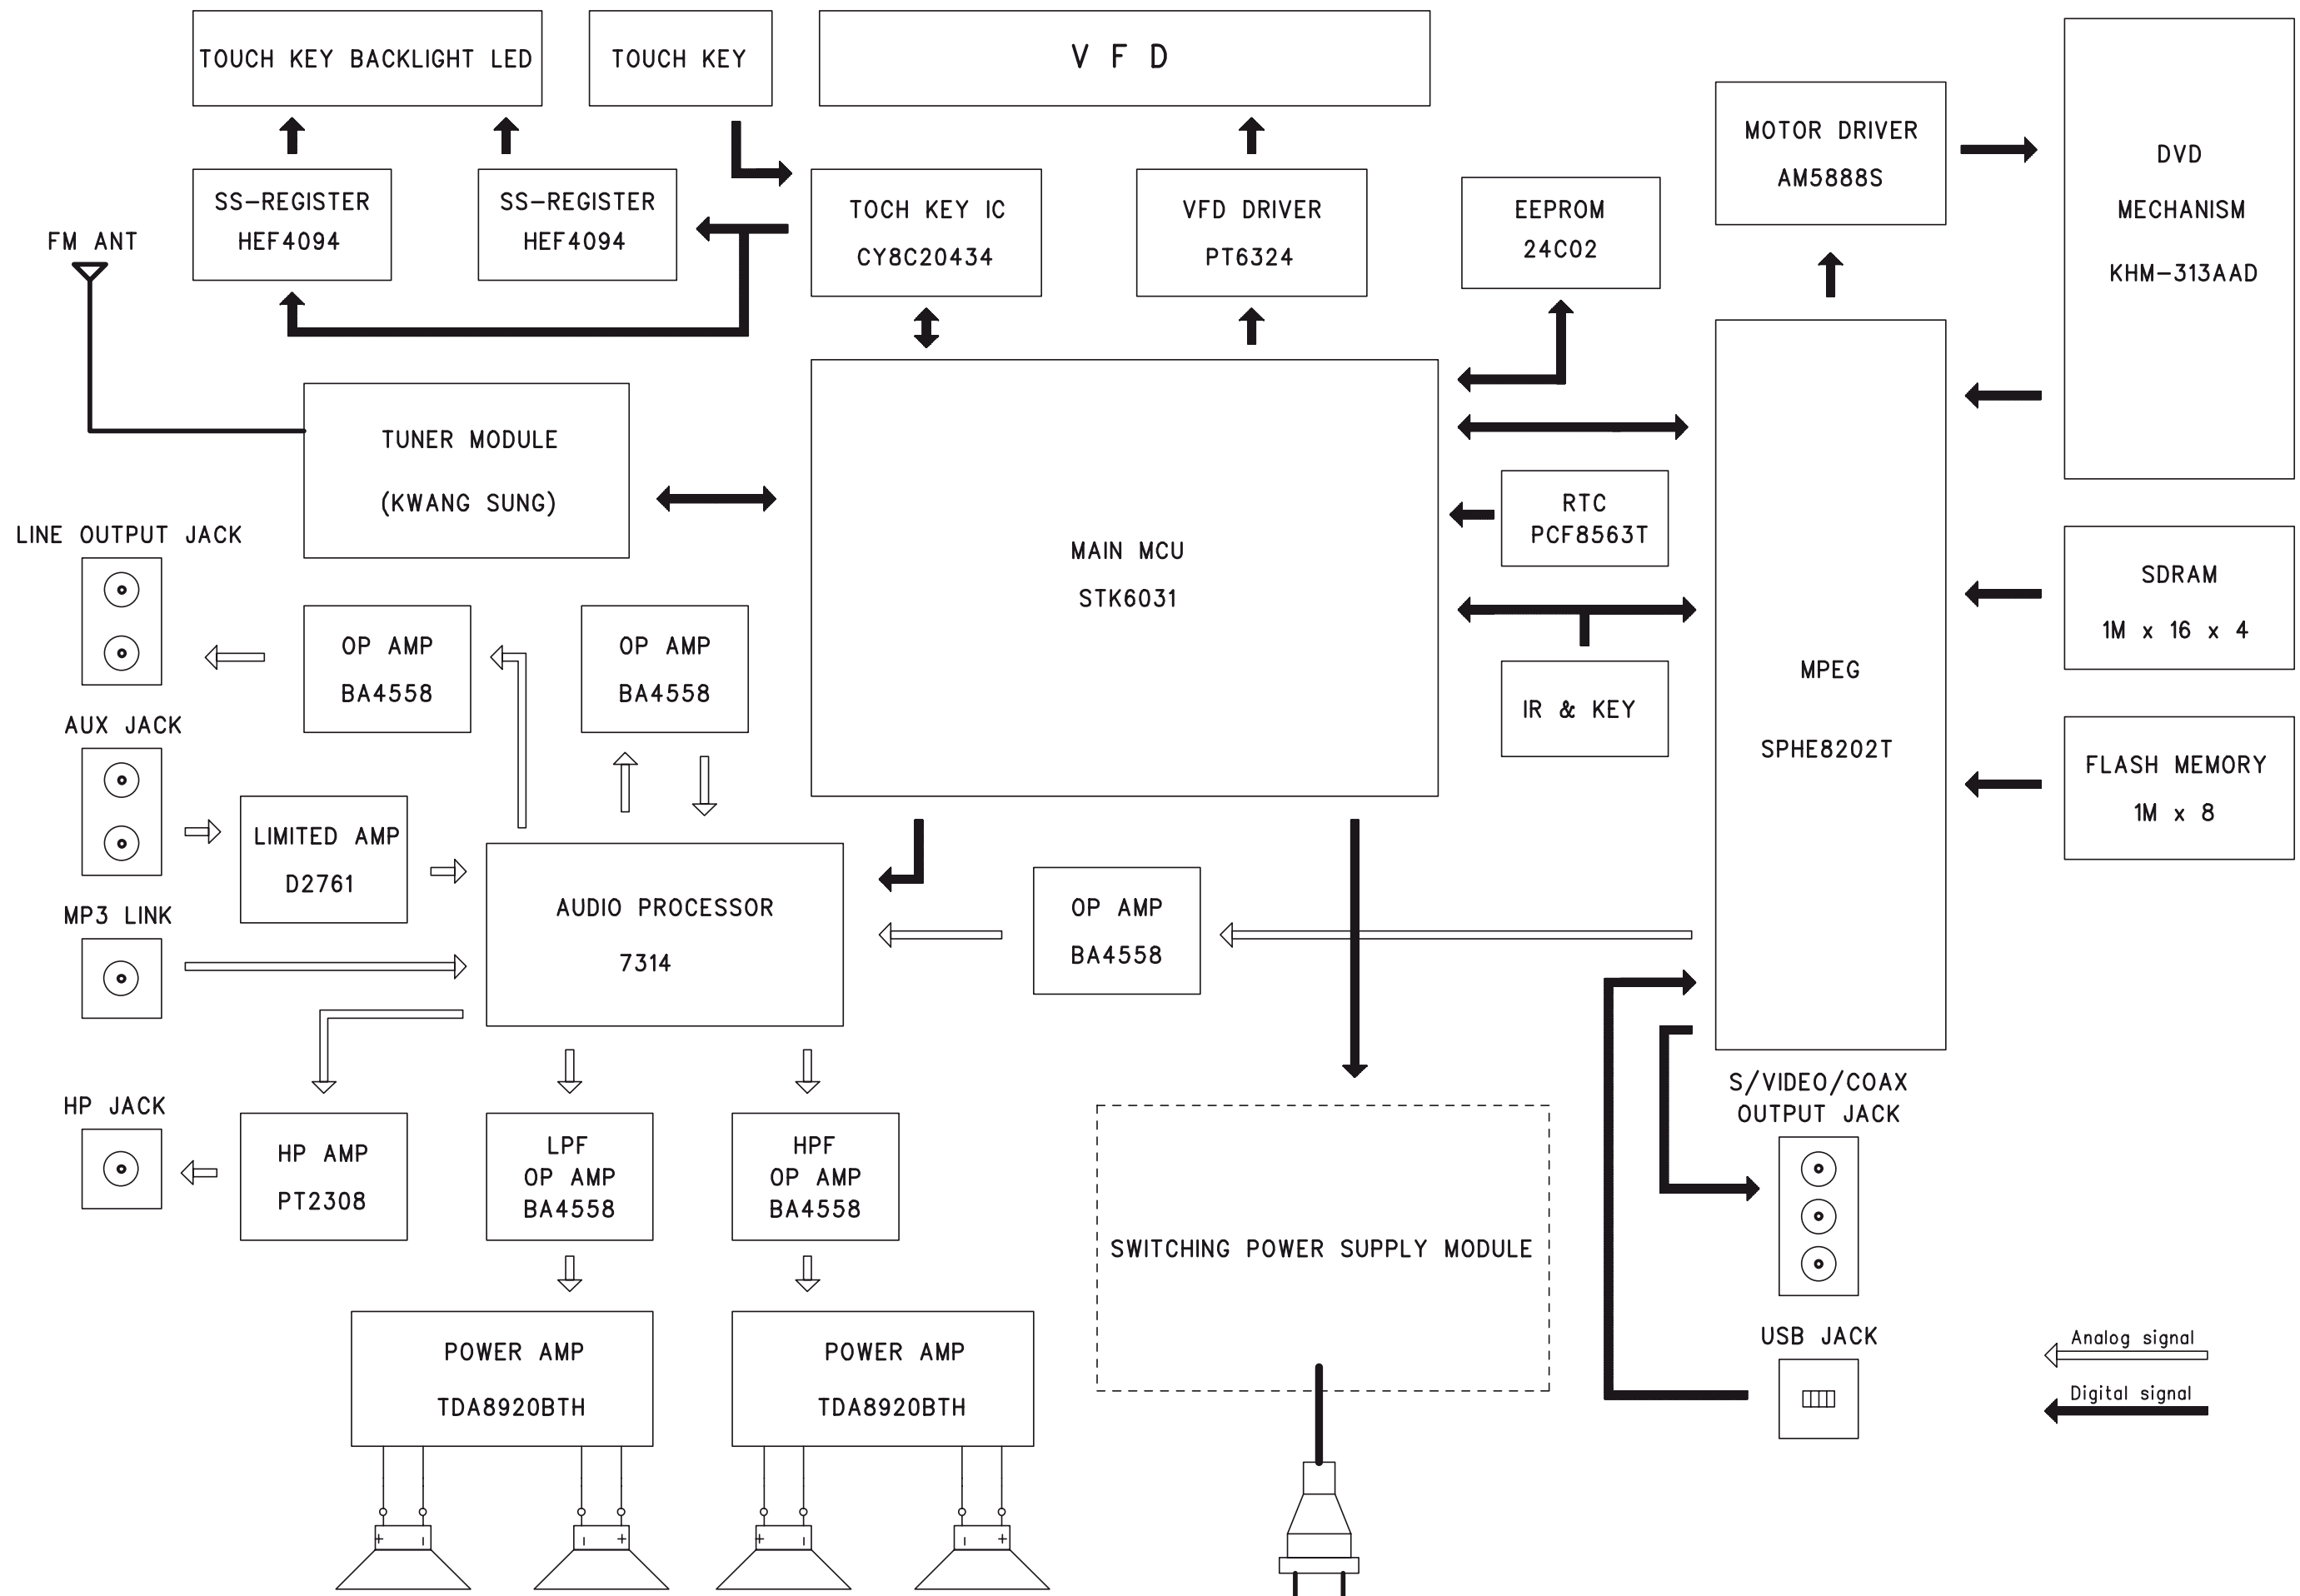 TOUCH KEY BACKLIGHT LED
TOUCH KEY
V F D
MOTOR DRIVER
AM5888S
DVD
MECHANISM
KHM-313AAD
SS-REGISTER
HEF4094
SS-REGISTER
HEF4094
TOCH KEY IC
CY8C20434
VFD DRIVER
PT6324
EEPROM
24C02
FM ANT
TUNER MODULE
(KWANG SUNG)
MAIN MCU
STK6031
RTC
PCF8563T
IR & KEY
MPEG
SPHE8202T
SDRAM
1M x 16 x 4
FLASH MEMORY
1M x 8
LINE OUTPUT JACK
OP AMP
BA4558
OP AMP
BA4558
AUX JACK
LIMITED AMP
D2761
MP3 LINK
AUDIO PROCESSOR
7314
OP AMP
BA4558
HP JACK
HP AMP
PT2308
LPF
OP AMP
BA4558
HPF
OP AMP
BA4558
SWITCHING POWER SUPPLY MODULE
S/VIDEO/COAX
OUTPUT JACK
USB JACK
POWER AMP
TDA8920BTH
POWER AMP
TDA8920BTH
Analog signal
Digital signal
+ - - + + - - +